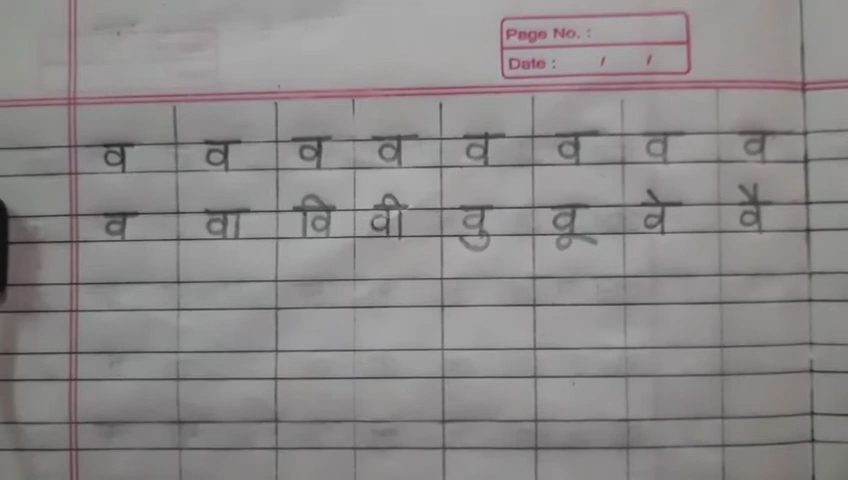 Page No. :
Date : / /
व व व व व व व व
व वा वि वी वु वू वे वै